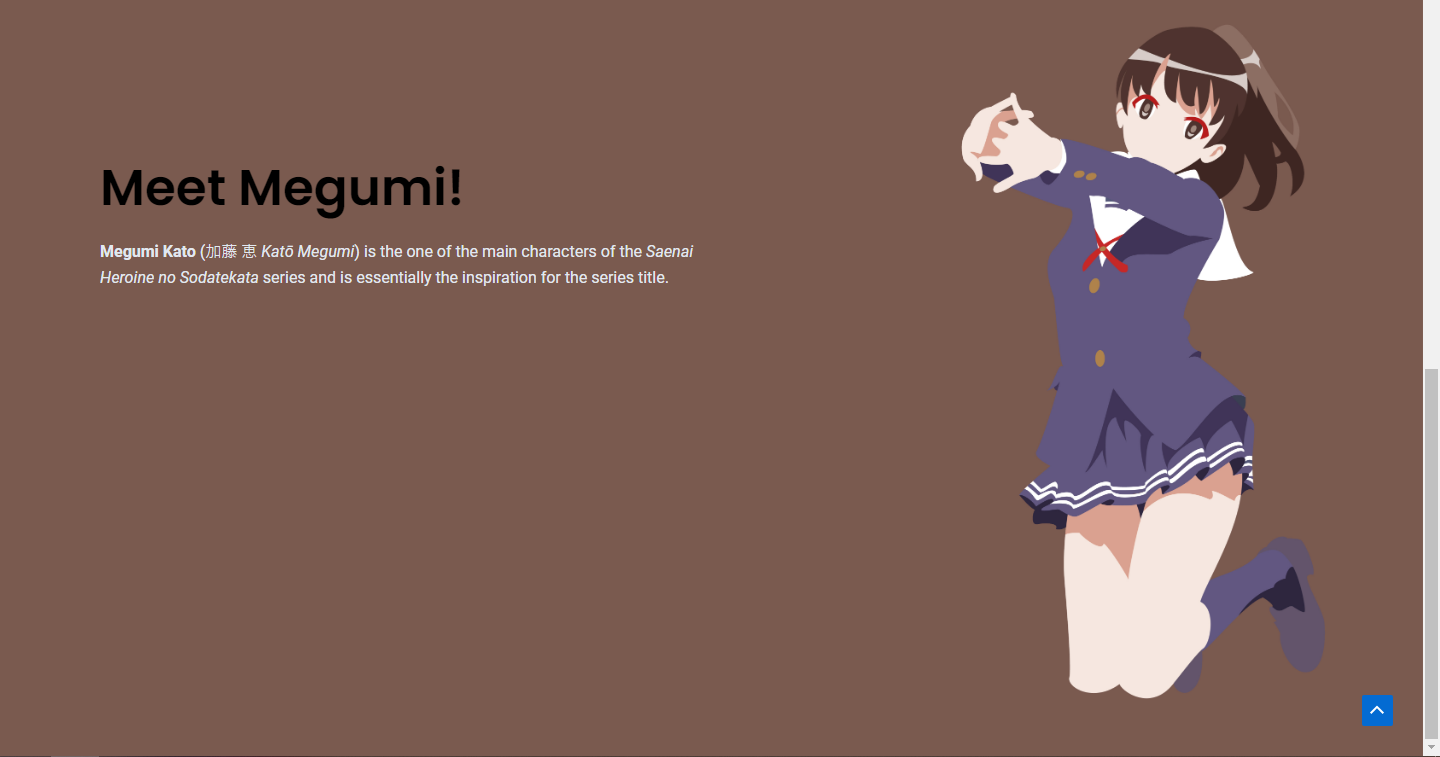 Meet Megumi!
Megumi Kato (加藤 恵 Katō Megumi) is the one of the main characters of the Saenai
Heroine no Sodatekata series and is essentially the inspiration for the series title.